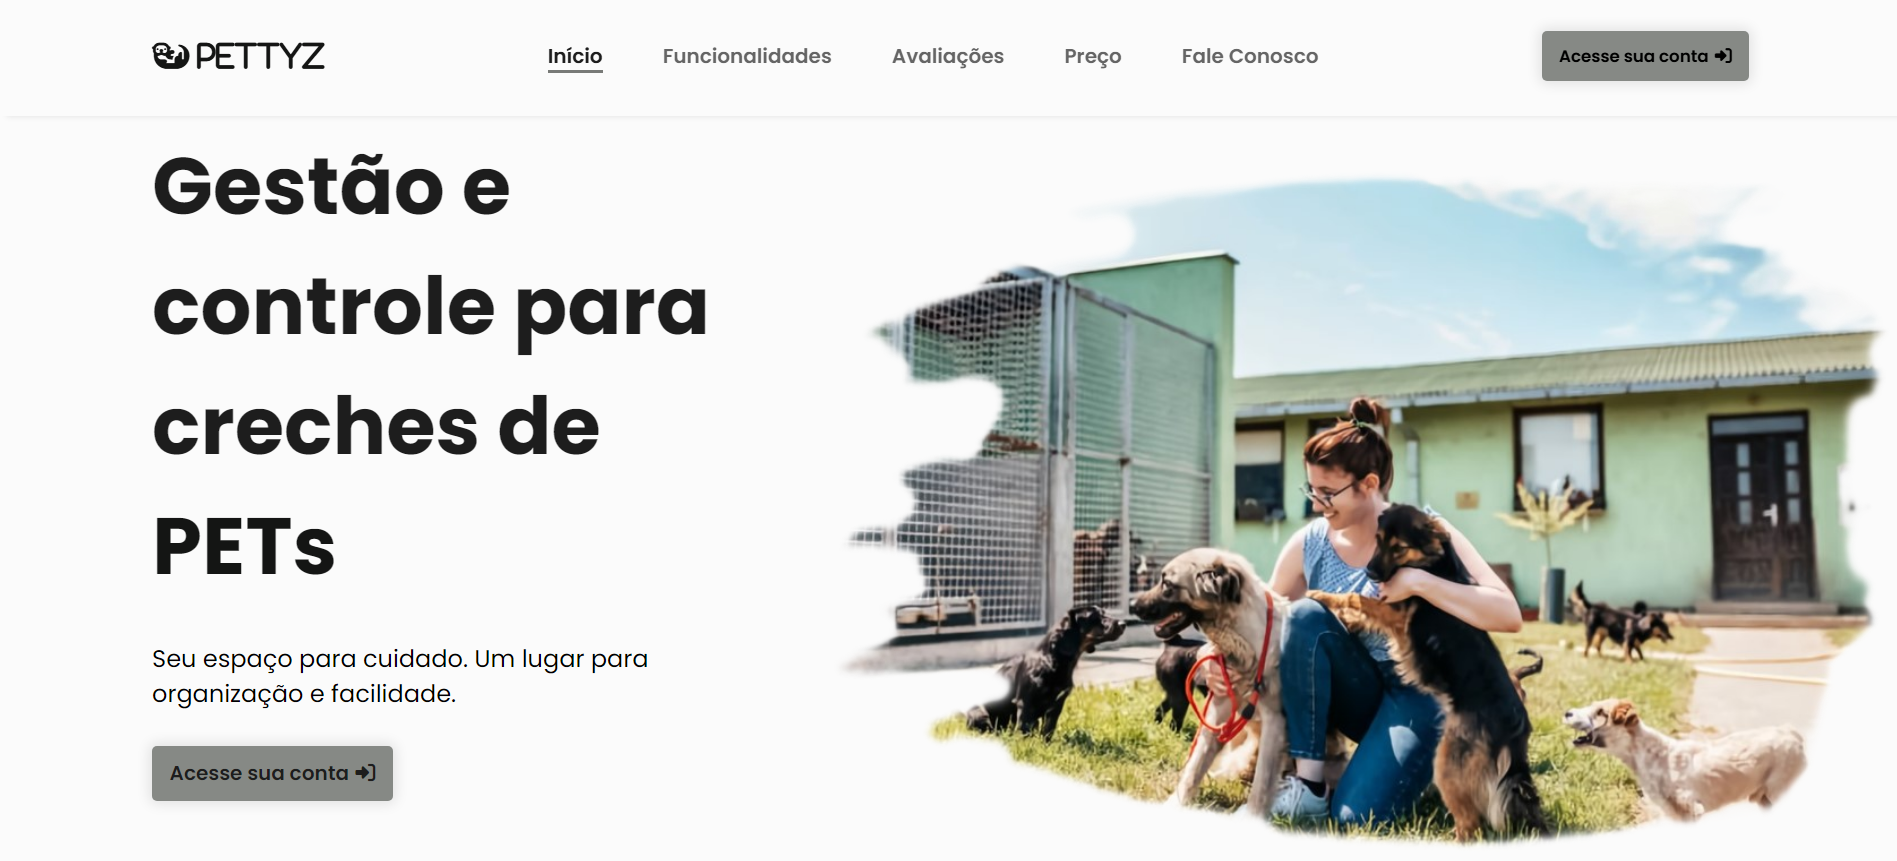 PETTYZ
Início
Funcionalidades
Avaliações
Preço
Fale Conosco
Acesse sua conta
Gestão e
controle para
creches de
PETs
Seu espaço para cuidado. Um lugar para
organização e facilidade.
Acesse sua conta